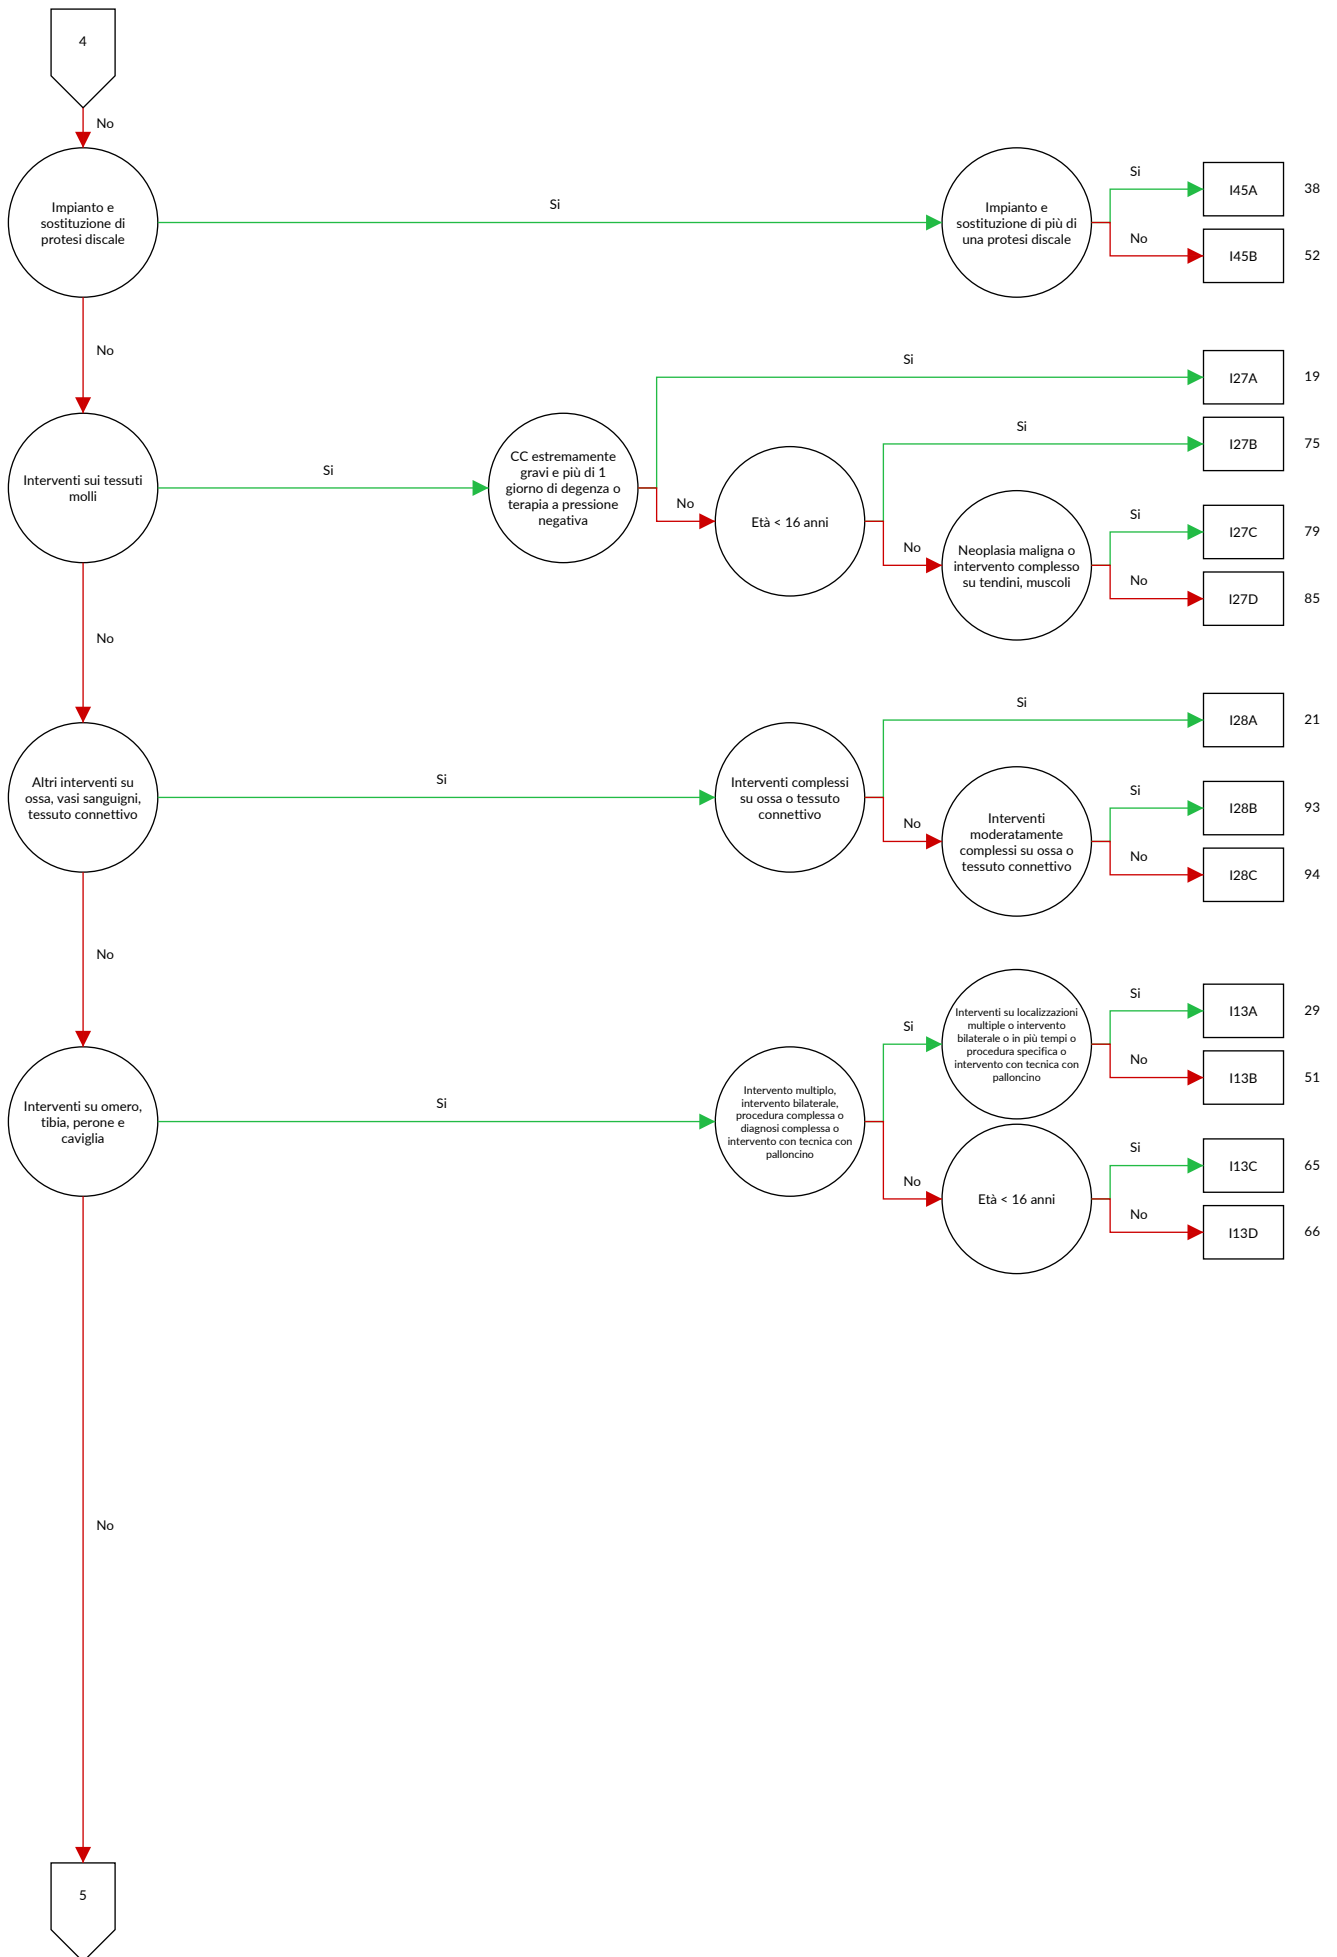 4
No
Impianto e
sostituzione di
protesi discale
Si
Impianto e
sostituzione di più di
una protesi discale
Si
I45A
38
No
I45B
52
No
Interventi sui tessuti
molli
Si
CC estremamente
gravi e più di 1
giorno di degenza o
terapia a pressione
negativa
Si
I27A
19
No
Età < 16 anni
Si
I27B
75
No
Neoplasia maligna o
intervento complesso
su tendini, muscoli
Si
I27C
79
No
I27D
85
No
Altri interventi su
ossa, vasi sanguigni,
tessuto connettivo
Si
Interventi complessi
su ossa o tessuto
connettivo
Si
I28A
21
No
Interventi
moderatamente
complessi su ossa o
tessuto connettivo
Si
I28B
93
No
I28C
94
No
Interventi su omero,
tibia, perone e
caviglia
Si
Intervento multiplo,
intervento bilaterale,
procedura complessa o
diagnosi complessa o
intervento con tecnica con
palloncino
Si
Interventi su localizzazioni
multiple o intervento
bilaterale o in più tempi o
procedura specifica o
intervento con tecnica con
palloncino
Si
I13A
29
No
I13B
51
No
Età < 16 anni
Si
I13C
65
No
I13D
66
No
5